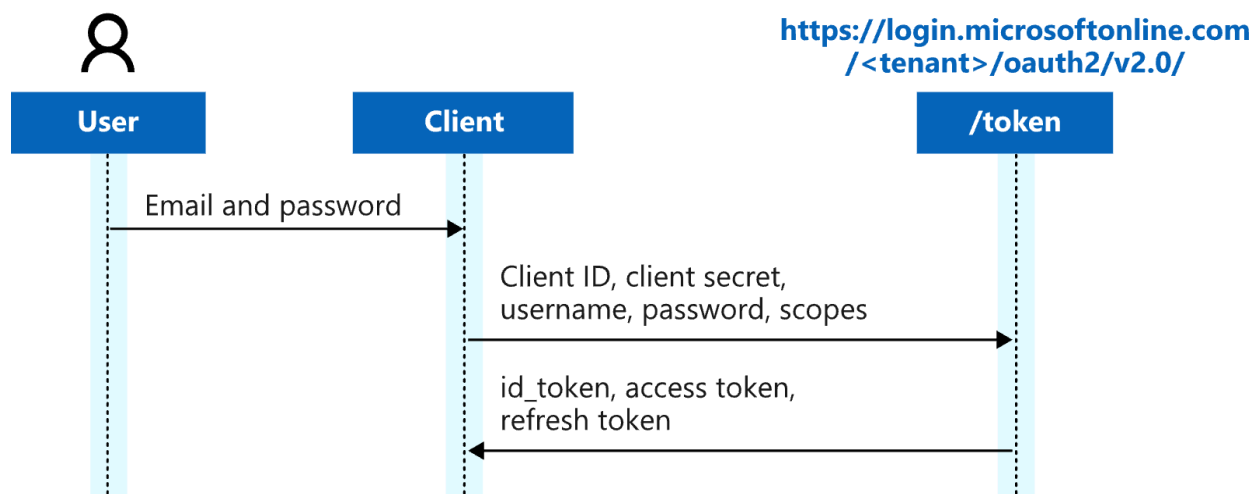 https://login.microsoftonline.com
/<tenant>/oauth2/v2.0/
User
Client
/token
Email and password
Client ID, client secret,
username, password, scopes
id_token, access token,
refresh token